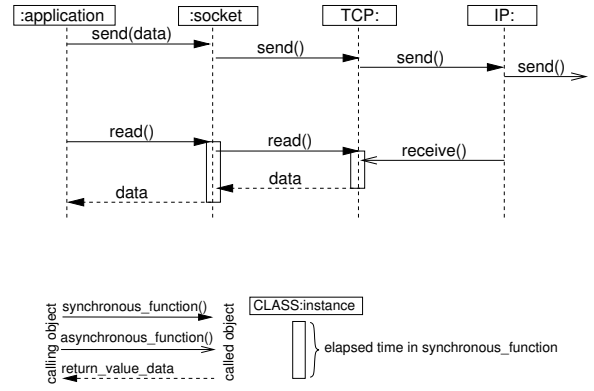 :application :socket TCP: IP:
send(data)
send()
send()
send()
read()
read()
receive()
data
data
calling object
synchronous_function()
asynchronous_function()
return_value_data
called object
CLASS:instance
elapsed time in synchronous_function